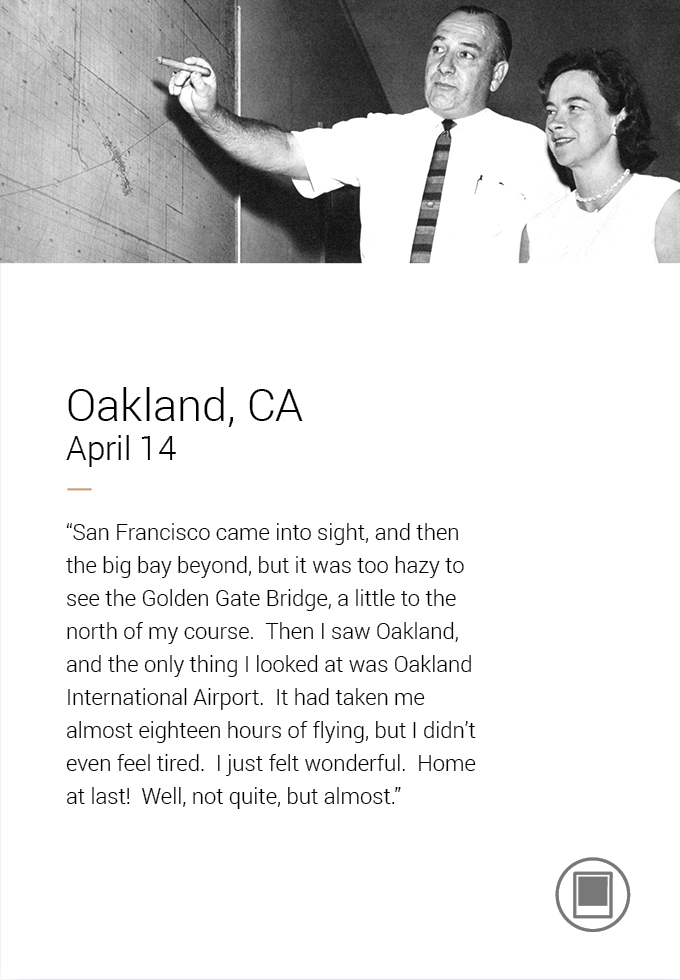 Oakland, CA
April 14
“San Francisco came into sight, and then
the big bay beyond, but it was too hazy to
see the Golden Gate Bridge, a little to the
north of my course.  Then I saw Oakland,
and the only thing I looked at was Oakland
International Airport.  It had taken me
almost eighteen hours of flying, but I didn’t
even feel tired.  I just felt wonderful.  Home
at last!  Well, not quite, but almost.”